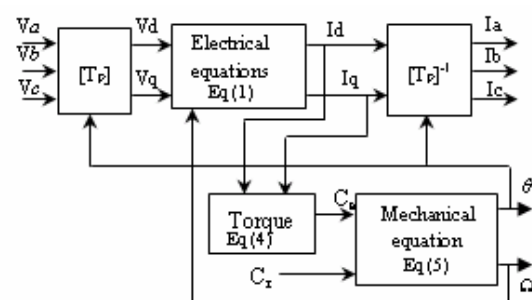 Va
Vb
Vc
[Tp]
Vd
Vq
Electrical
equations
Eq(1)
Id
Iq
[Tp]-1
Ia
Ib
Ic
Torque
Eq(4)
Cr
Mechanical
equation
Eq(5)
θ
Ω